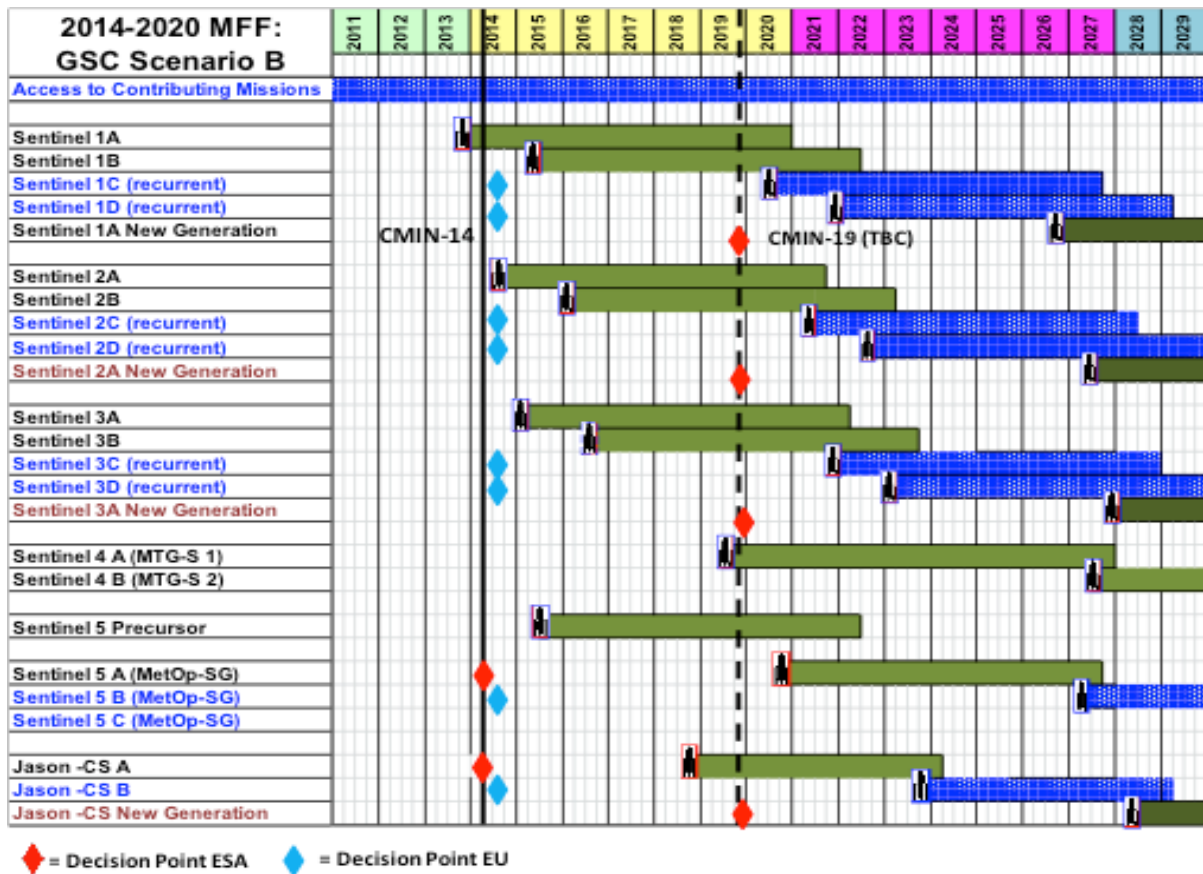 2014-2020 MFF:
GSC Scenario B
2011 2012 2013 2014 2015 2016 2017 2018 2019 2020 2021 2022 2023 2024 2025 2026 2027 2028 2029
Access to Contributing Missions
Sentinel 1A
Sentinel 1B
Sentinel 1C (recurrent)
Sentinel 1D (recurrent)
Sentinel 1A New Generation
CMIN-14
CMIN-19 (TBC)
Sentinel 2A
Sentinel 2B
Sentinel 2C (recurrent)
Sentinel 2D (recurrent)
Sentinel 2A New Generation
Sentinel 3A
Sentinel 3B
Sentinel 3C (recurrent)
Sentinel 3D (recurrent)
Sentinel 3A New Generation
Sentinel 4 A (MTG-S 1)
Sentinel 4 B (MTG-S 2)
Sentinel 5 Precursor
Sentinel 5 A (MetOp-SG)
Sentinel 5 B (MetOp-SG)
Sentinel 5 C (MetOp-SG)
Jason -CS A
Jason -CS B
Jason -CS New Generation
= Decision Point ESA
= Decision Point EU